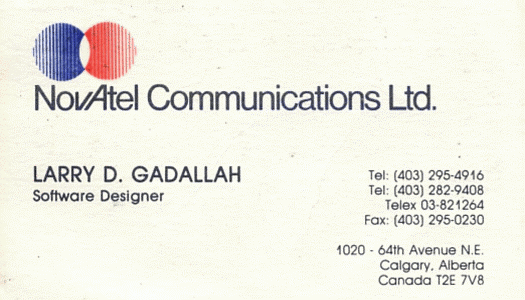 NovAtel Communications Ltd.
LARRY D. GADALLAH
Software Designer
Tel: (403) 295-4916
Tel: (403) 282-9408
Telex 03-821264
Fax: (403) 295-0230
1020 - 64th Avenue N.E.
Calgary, Alberta
Canada T2E 7V8